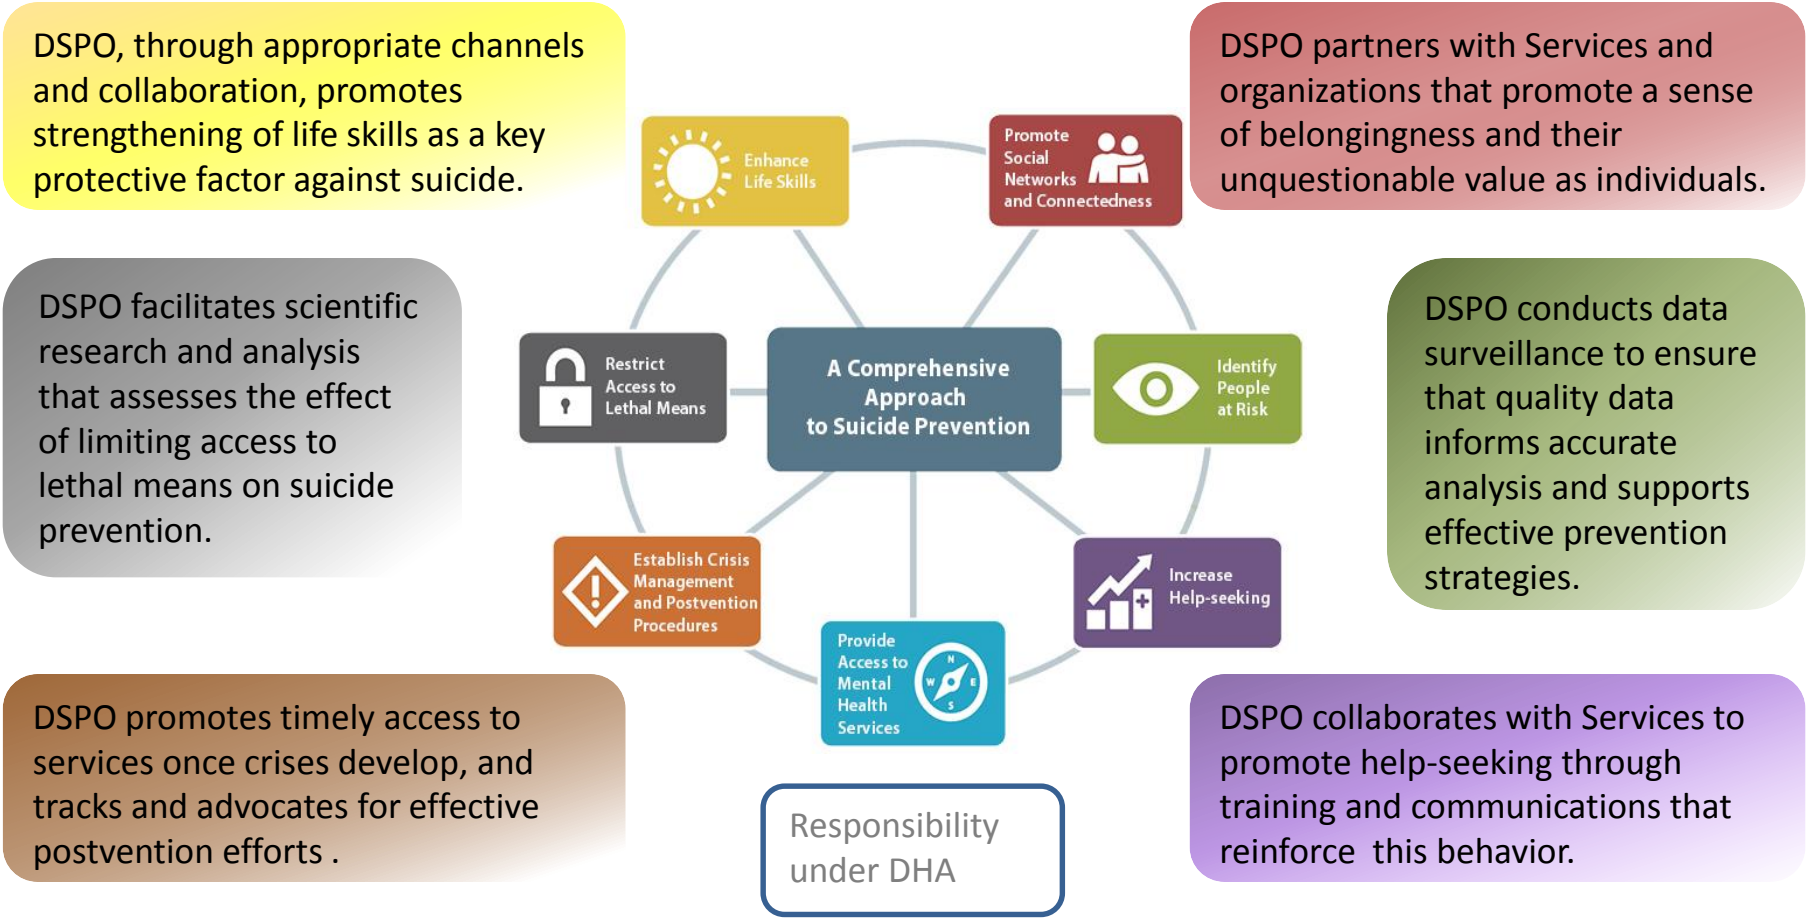 DSPO, through appropriate channels
and collaboration, promotes
strengthening of life skills as a key
protective factor against suicide.
DSPO partners with Services and
organizations that promote a sense
of belongingness and their
unquestionable value as individuals.
Enhance
Life Skills
Promote
Social
Networks
and Connectedness
DSPO facilitates scientific
research and analysis
that assesses the effect
of limiting access to
lethal means on suicide
prevention.
Restrict
Access to
Lethal Means
A Comprehensive
Approach
to Suicide Prevention
Identify
People
at Risk
DSPO conducts data
surveillance to ensure
that quality data
informs accurate
analysis and supports
effective prevention
strategies.
Establish Crisis
Management
and Postvention
Procedures
Increase
Help-seeking
Provide
Access to
Mental
Health
Services
N
W E
S
DSPO promotes timely access to
services once crises develop, and
tracks and advocates for effective
postvention efforts .
Responsibility
under DHA
DSPO collaborates with Services to
promote help-seeking through
training and communications that
reinforce  this behavior.